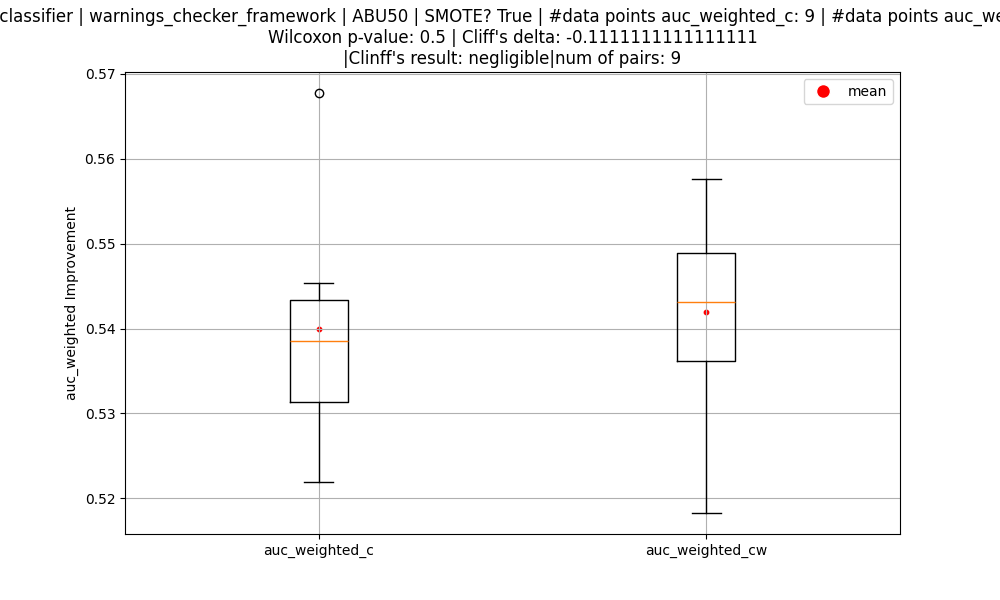 classifier | warnings_checker_framework | ABU50 | SMOTE? True | #data points auc_weighted_c: 9 | #data points
Wilcoxon p-value: 0.5 | Cliff's delta: -0.1111111111111111
|Clinff's result: negligible|num of pairs: 9
mean
auc_weighted Improvement
0.57
0.56
0.55
0.54
0.53
0.52
auc_weighted_c
auc_weighted_cw